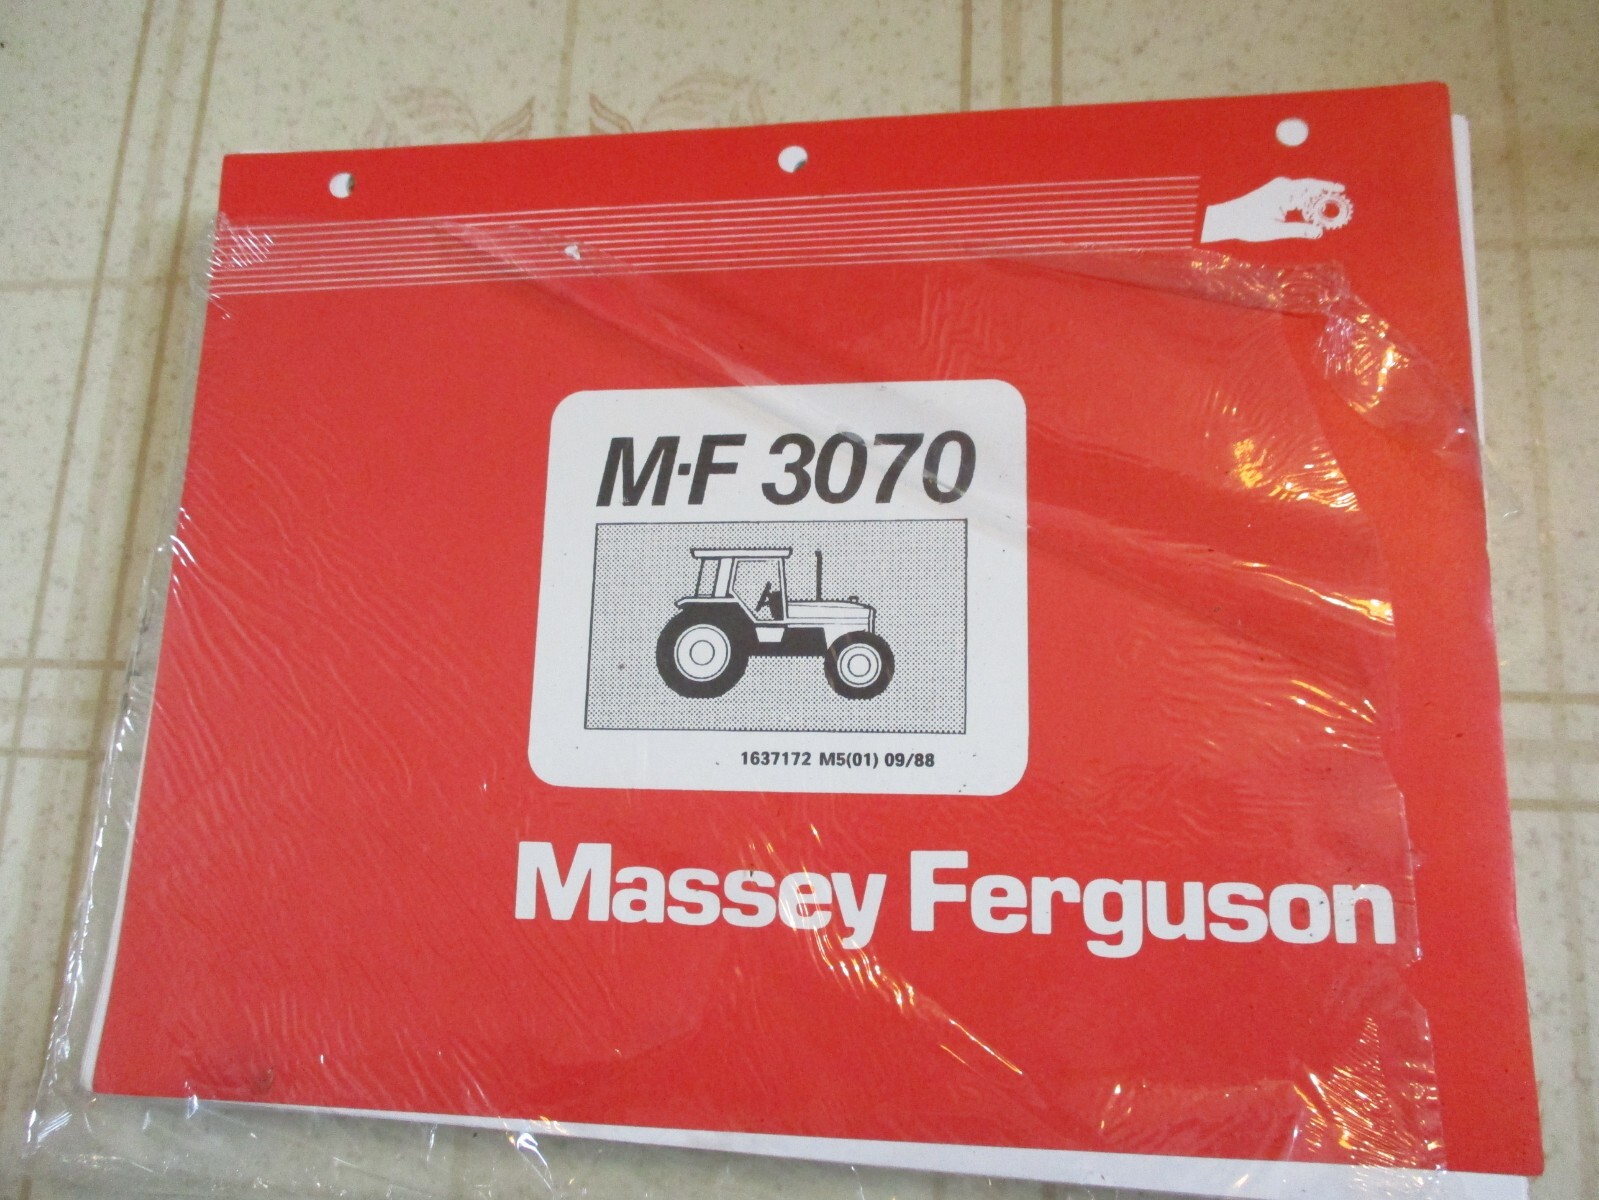 M-F 3070
1637172 M5(01) 09/88
Massey Ferguson